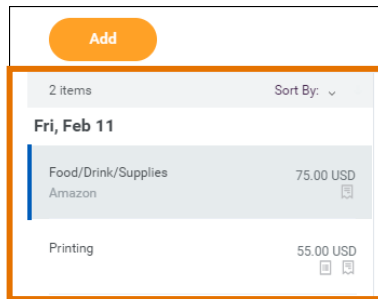 Add
2 items Sort By:
Fri, Feb 11
Food/Drink/Supplies 75.00 USD
Amazon
Printing 55.00 USD